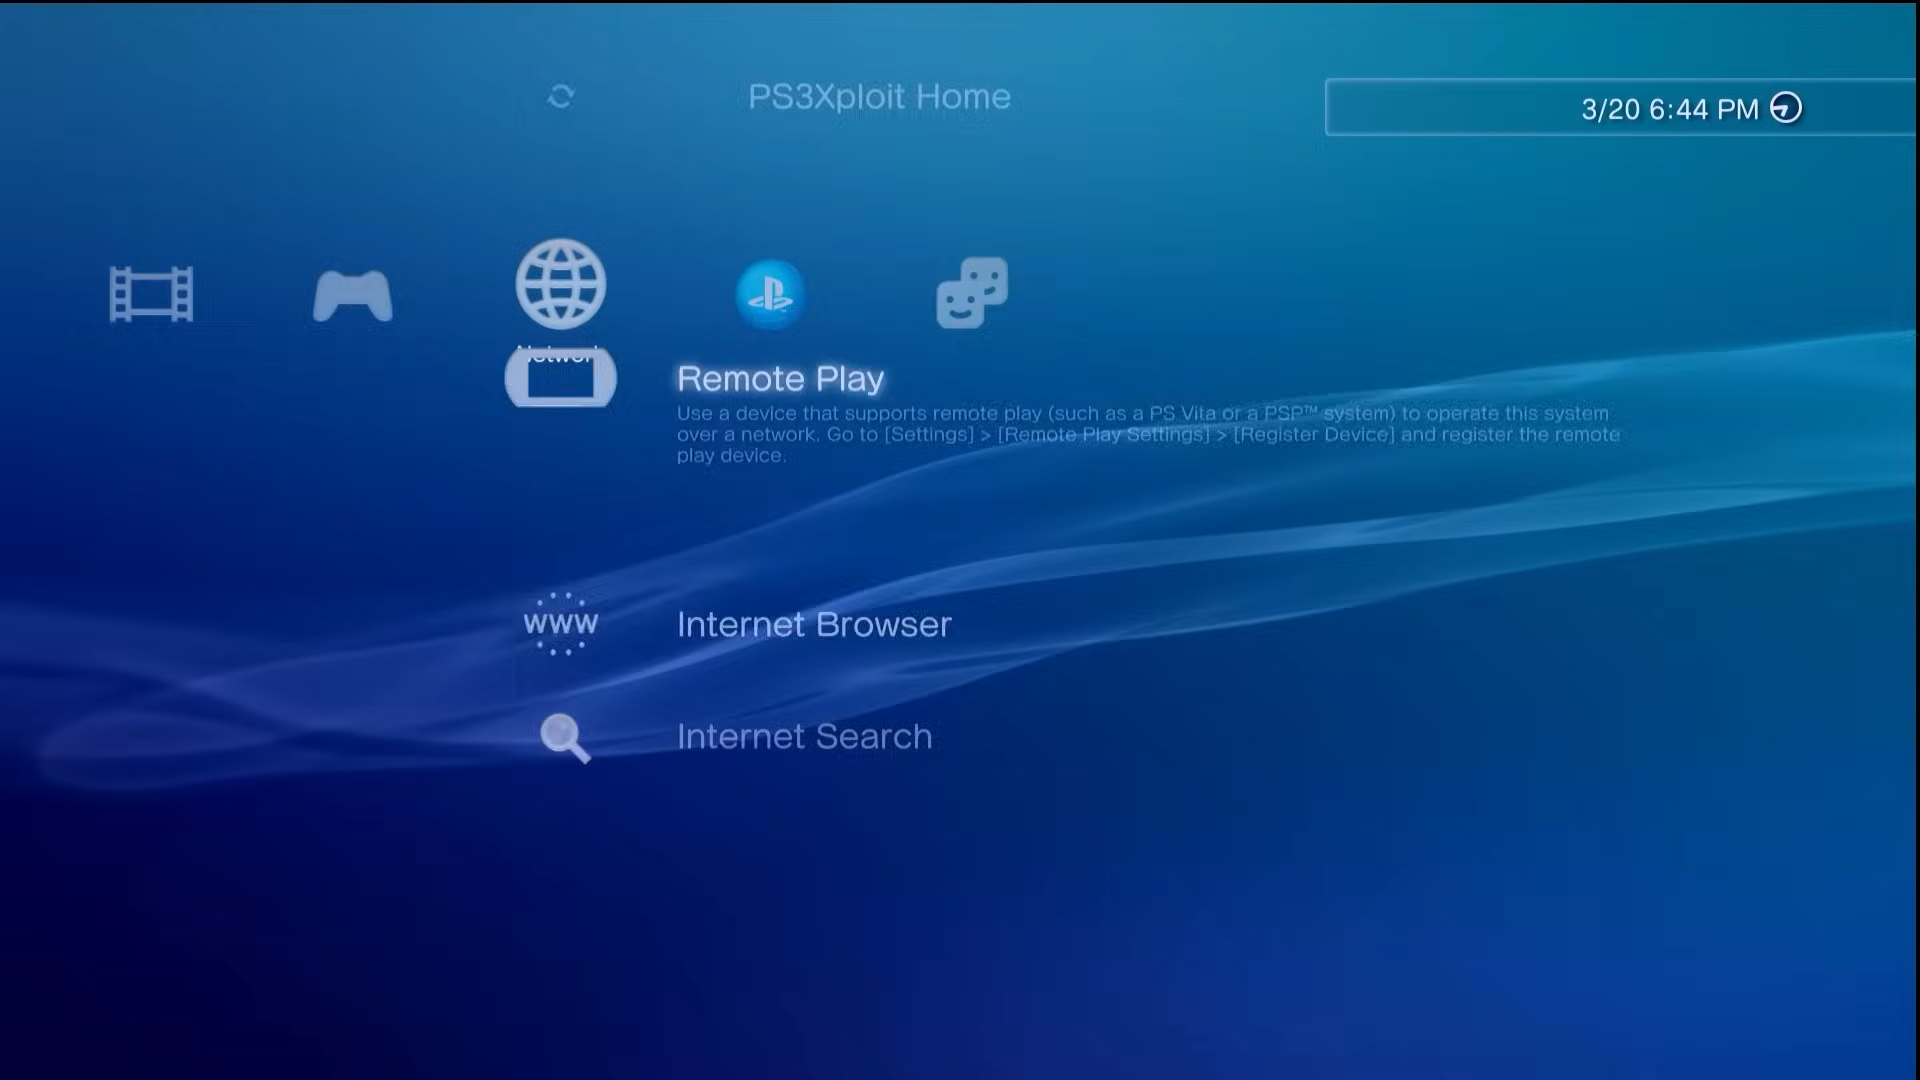 PS3Xploit Home
3/20 6:44 PM
Network
Remote Play
Use a device that supports remote play (such as a PS Vita or a PSP™ system) to operate this system
over a network. Go to [Settings] > [Remote Play Settings] > [Register Device] and register the remote
play device.
www
Internet Browser
Internet Search